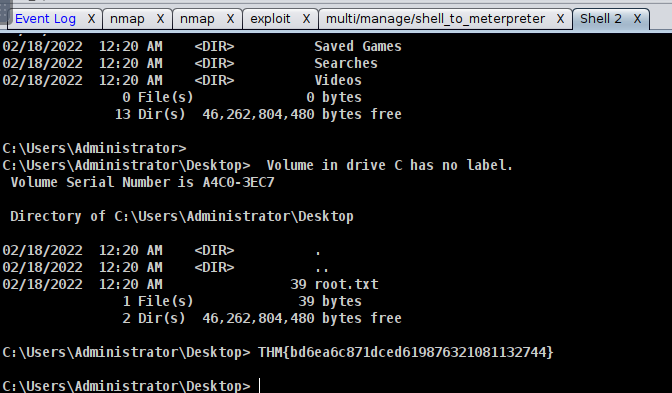 Event Log X nmap X nmap X exploit X multi/manage/shell_to_meterpreter X Shell 2 X
02/18/2022  12:20 AM    <DIR>          Saved Games
02/18/2022  12:20 AM    <DIR>          Searches
02/18/2022  12:20 AM    <DIR>          Videos
               0 File(s)              0 bytes
              13 Dir(s)  46,262,804,480 bytes free
C:\Users\Administrator>
C:\Users\Administrator\Desktop>  Volume in drive C has no label.
 Volume Serial Number is A4C0-3EC7
 Directory of C:\Users\Administrator\Desktop
02/18/2022  12:20 AM    <DIR>          .
02/18/2022  12:20 AM    <DIR>          ..
02/18/2022  12:20 AM                39 root.txt
               1 File(s)             39 bytes
               2 Dir(s)  46,262,804,480 bytes free
C:\Users\Administrator\Desktop> THM{bd6ea6c871dced619876321081132744}
C:\Users\Administrator\Desktop>